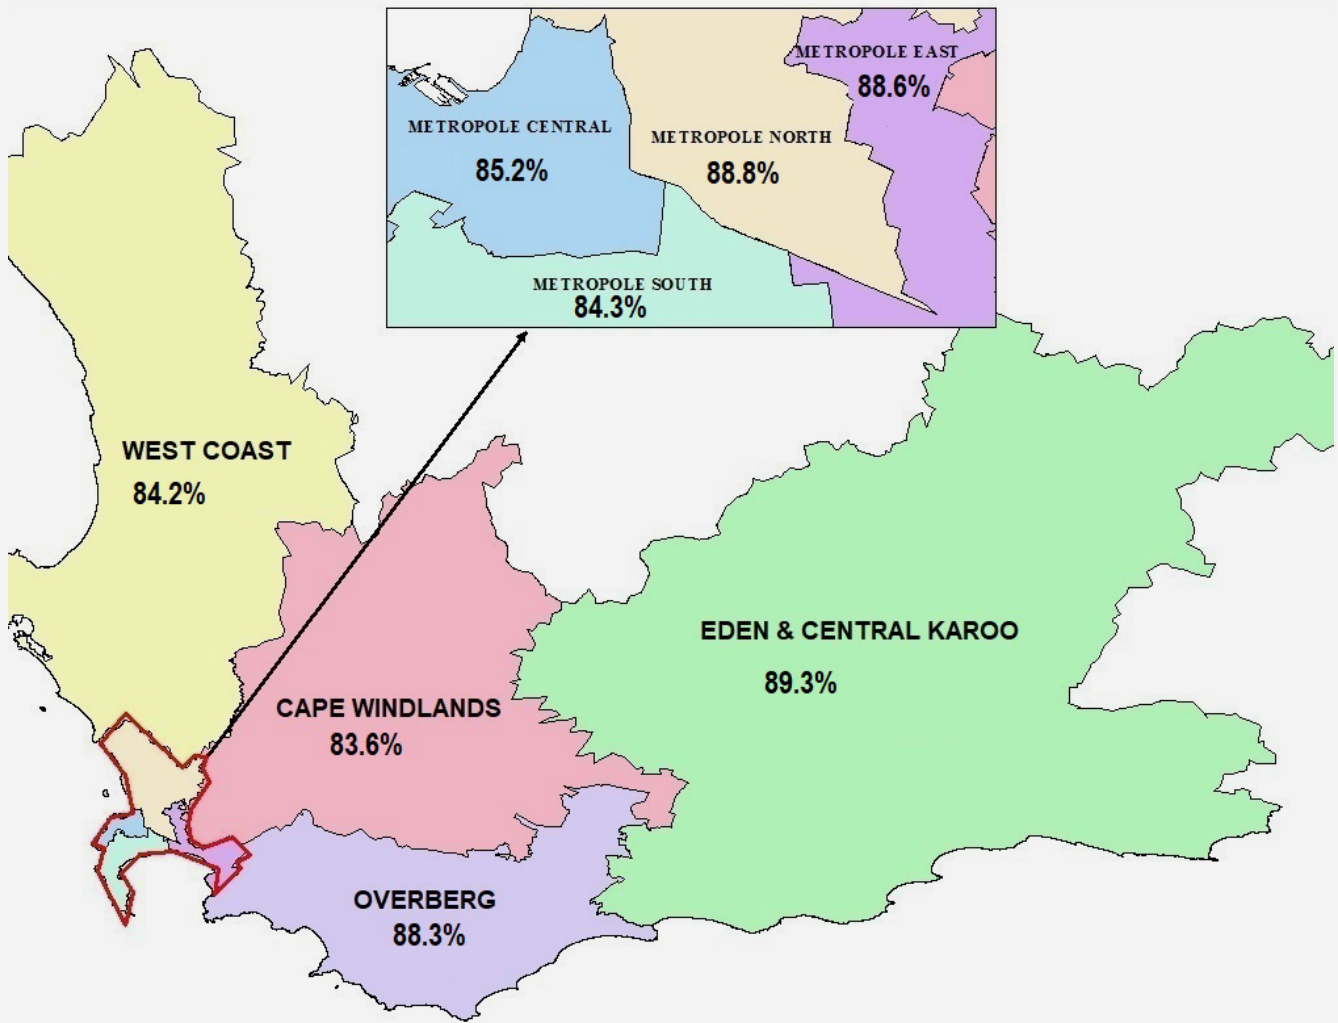 METROPOLE EAST
88.6%
METROPOLE CENTRAL
85.2%
METROPOLE NORTH
88.8%
METROPOLE SOUTH
84.3%
WEST COAST
84.2%
EDEN & CENTRAL KAROO
89.3%
CAPE WINDLANDS
83.6%
OVERBERG
88.3%